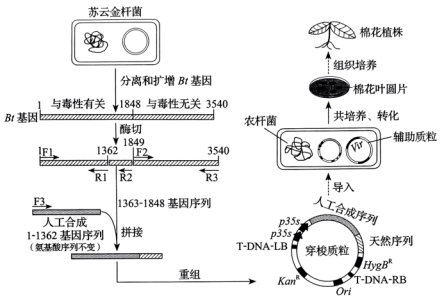 苏云金杆菌
分离和扩增 Bt 基因
1 与毒性有关 1848 与毒性无关 3540
Bt 基因
酶切
1849
1 F1 1362 F2 3540
R1 R2 R3
F3
1363-1848 基因序列
人工合成
1-1362 基因序列
(氨基酸序列不变)
拼接
重组
棉花植株
组织培养
棉花叶圆片
共培养、转化
农杆菌
辅助质粒
Vir
导入
人工合成序列
p35s
p35s
T-DNA-LB
穿梭质粒
天然序列
HygBR
T-DNA-RB
KanR
Ori